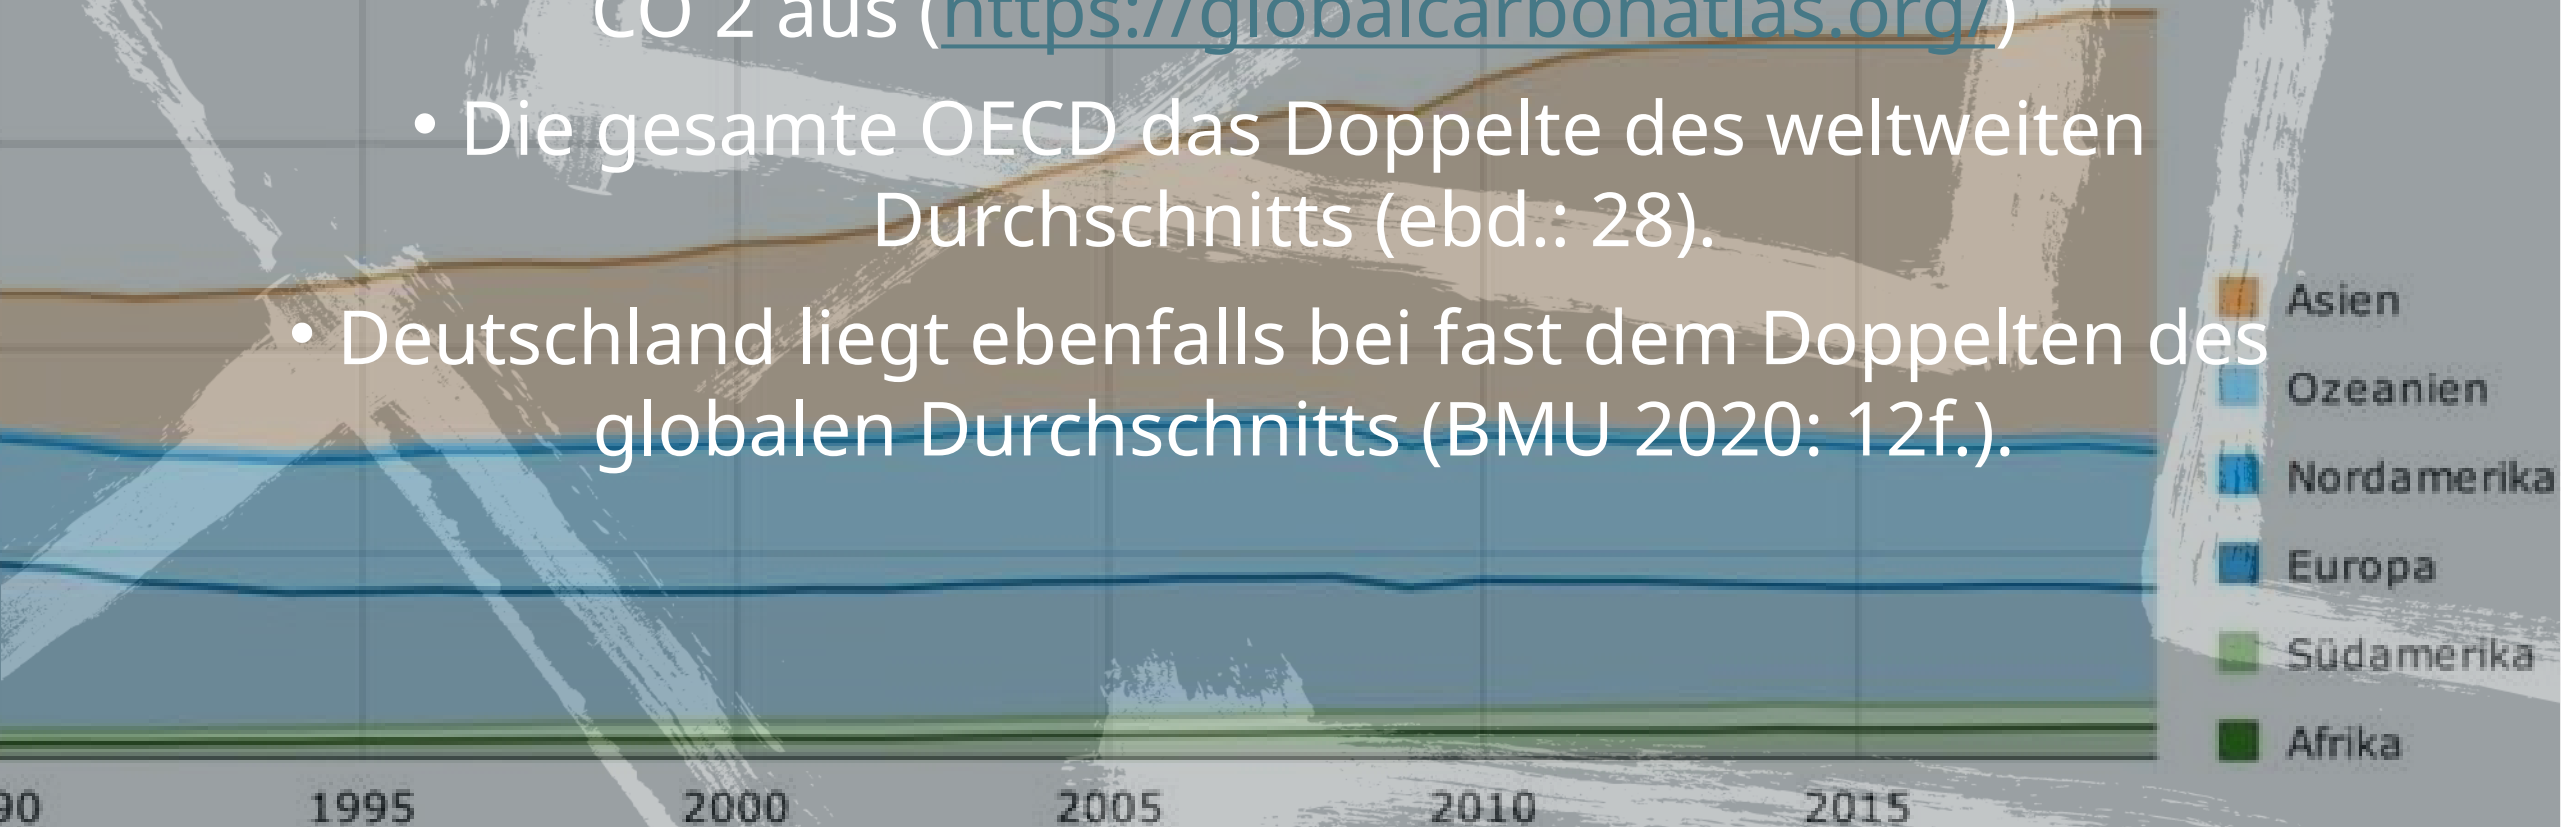 CO 2 aus (https://globalcarbonatlas.org/)
• Die gesamte OECD das Doppelte des weltweiten
Durchschnitts (ebd.: 28).
• Deutschland liegt ebenfalls bei fast dem Doppelten des
globalen Durchschnitts (BMU 2020: 12f.).
Asien
Ozeanien
Nordamerika
Europa
Südamerika
Afrika
90 1995 2000 2005 2010 2015